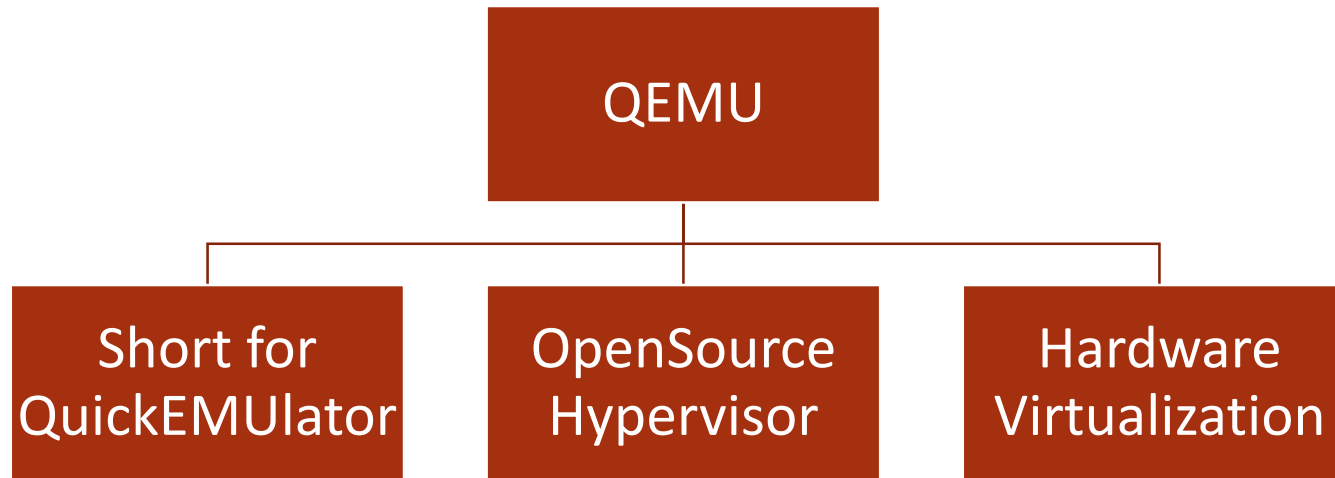 QEMU
Short for
QuickEMUlator
OpenSource
Hypervisor
Hardware
Virtualization